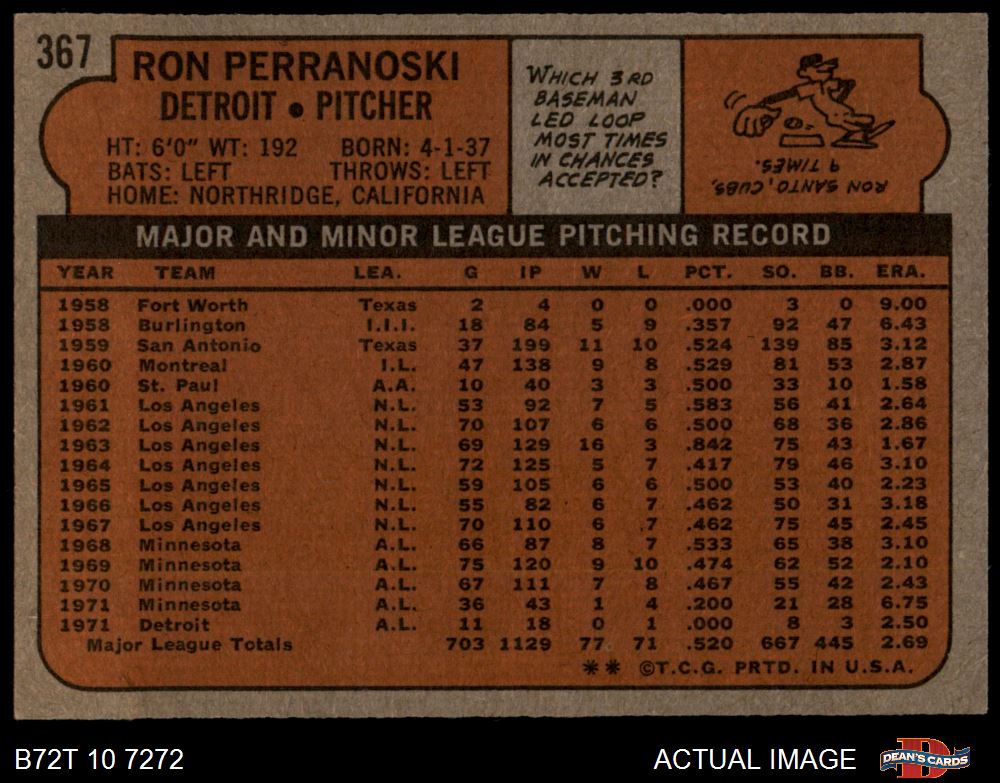 367
RON PERRANOSKI
DETROIT • PITCHER
HT: 6'0" WT: 192 BORN: 4-1-37
BATS: LEFT THROWS: LEFT
HOME: NORTHRIDGE, CALIFORNIA
WHICH 3RD
BASEMAN
LED LOOP
MOST TIMES
IN CHANCES
ACCEPTED?
RON SANTO, CUBS,
9 TIMES.
MAJOR AND MINOR LEAGUE PITCHING RECORD
YEAR TEAM LEA. G IP W L PCT. SO. BB. ERA.
1958 Fort Worth Texas 2 4 0 0 .000 3 0 9.00
1958 Burlington I.I.I. 18 84 5 9 .357 92 47 6.43
1959 San Antonio Texas 37 199 11 10 .524 139 85 3.12
1960 Montreal I.L. 47 138 9 8 .529 81 53 2.87
1960 St. Paul A.A. 10 40 3 3 .500 33 10 1.58
1961 Los Angeles N.L. 53 92 7 5 .583 56 41 2.64
1962 Los Angeles N.L. 70 107 6 6 .500 68 36 2.86
1963 Los Angeles N.L. 69 129 16 3 .842 75 43 1.67
1964 Los Angeles N.L. 72 125 5 7 .417 79 46 3.10
1965 Los Angeles N.L. 59 105 6 6 .500 53 40 2.23
1966 Los Angeles N.L. 55 82 6 7 .462 50 31 3.18
1967 Los Angeles N.L. 70 110 6 7 .462 75 45 2.45
1968 Minnesota A.L. 66 87 8 7 .533 65 38 3.10
1969 Minnesota A.L. 75 120 9 10 .474 62 52 2.10
1970 Minnesota A.L. 67 111 7 8 .467 55 42 2.43
1971 Minnesota A.L. 36 43 1 4 .200 21 28 6.75
1971 Detroit A.L. 11 18 0 1 .000 8 3 2.50
Major League Totals 703 1129 77 71 .520 667 445 2.69
** ©T.C.G. PRTD. IN U.S.A.
B72T 10 7272 ACTUAL IMAGE DEAN'S CARDS